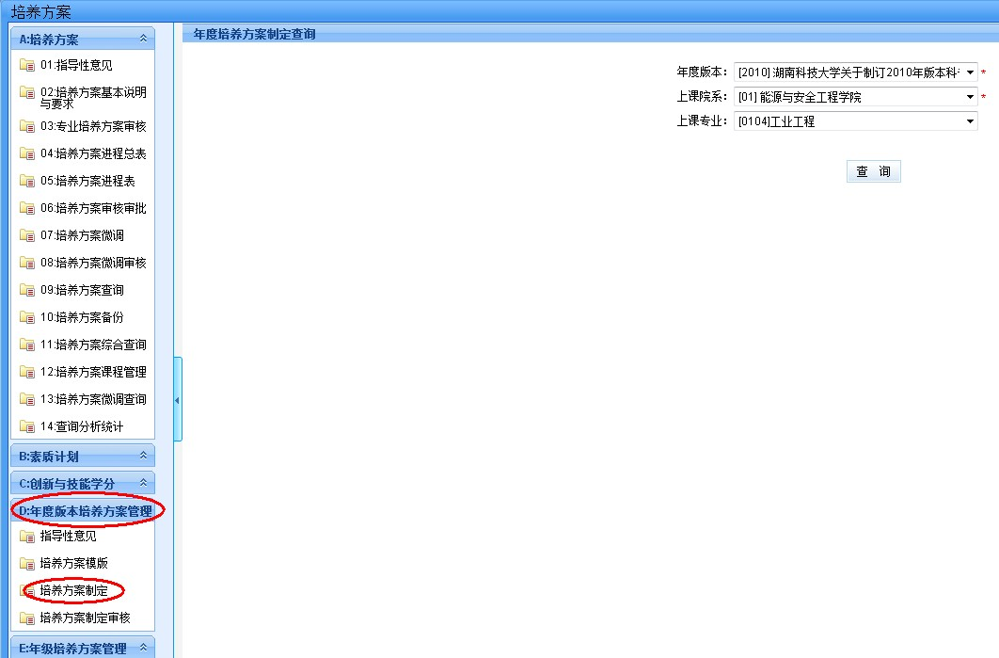 培养方案
A:培养方案
01:指导性意见
02:培养方案基本说明
与要求
03:专业培养方案审核
04:培养方案进程总表
05:培养方案进程表
06:培养方案审核审批
07:培养方案微调
08:培养方案微调审核
09:培养方案查询
10:培养方案备份
11:培养方案综合查询
12:培养方案课程管理
13:培养方案微调查询
14:查询分析统计
B:素质计划
C:创新与技能学分
D:年度版本培养方案管理
指导性意见
培养方案模版
培养方案制定
培养方案制定审核
E:年级培养方案管理
年度培养方案制定查询
年度版本: [2010] 湖南科技大学关于制订2010年版本科 *
上课院系: [01] 能源与安全工程学院 *
上课专业: [0104]工业工程
查 询